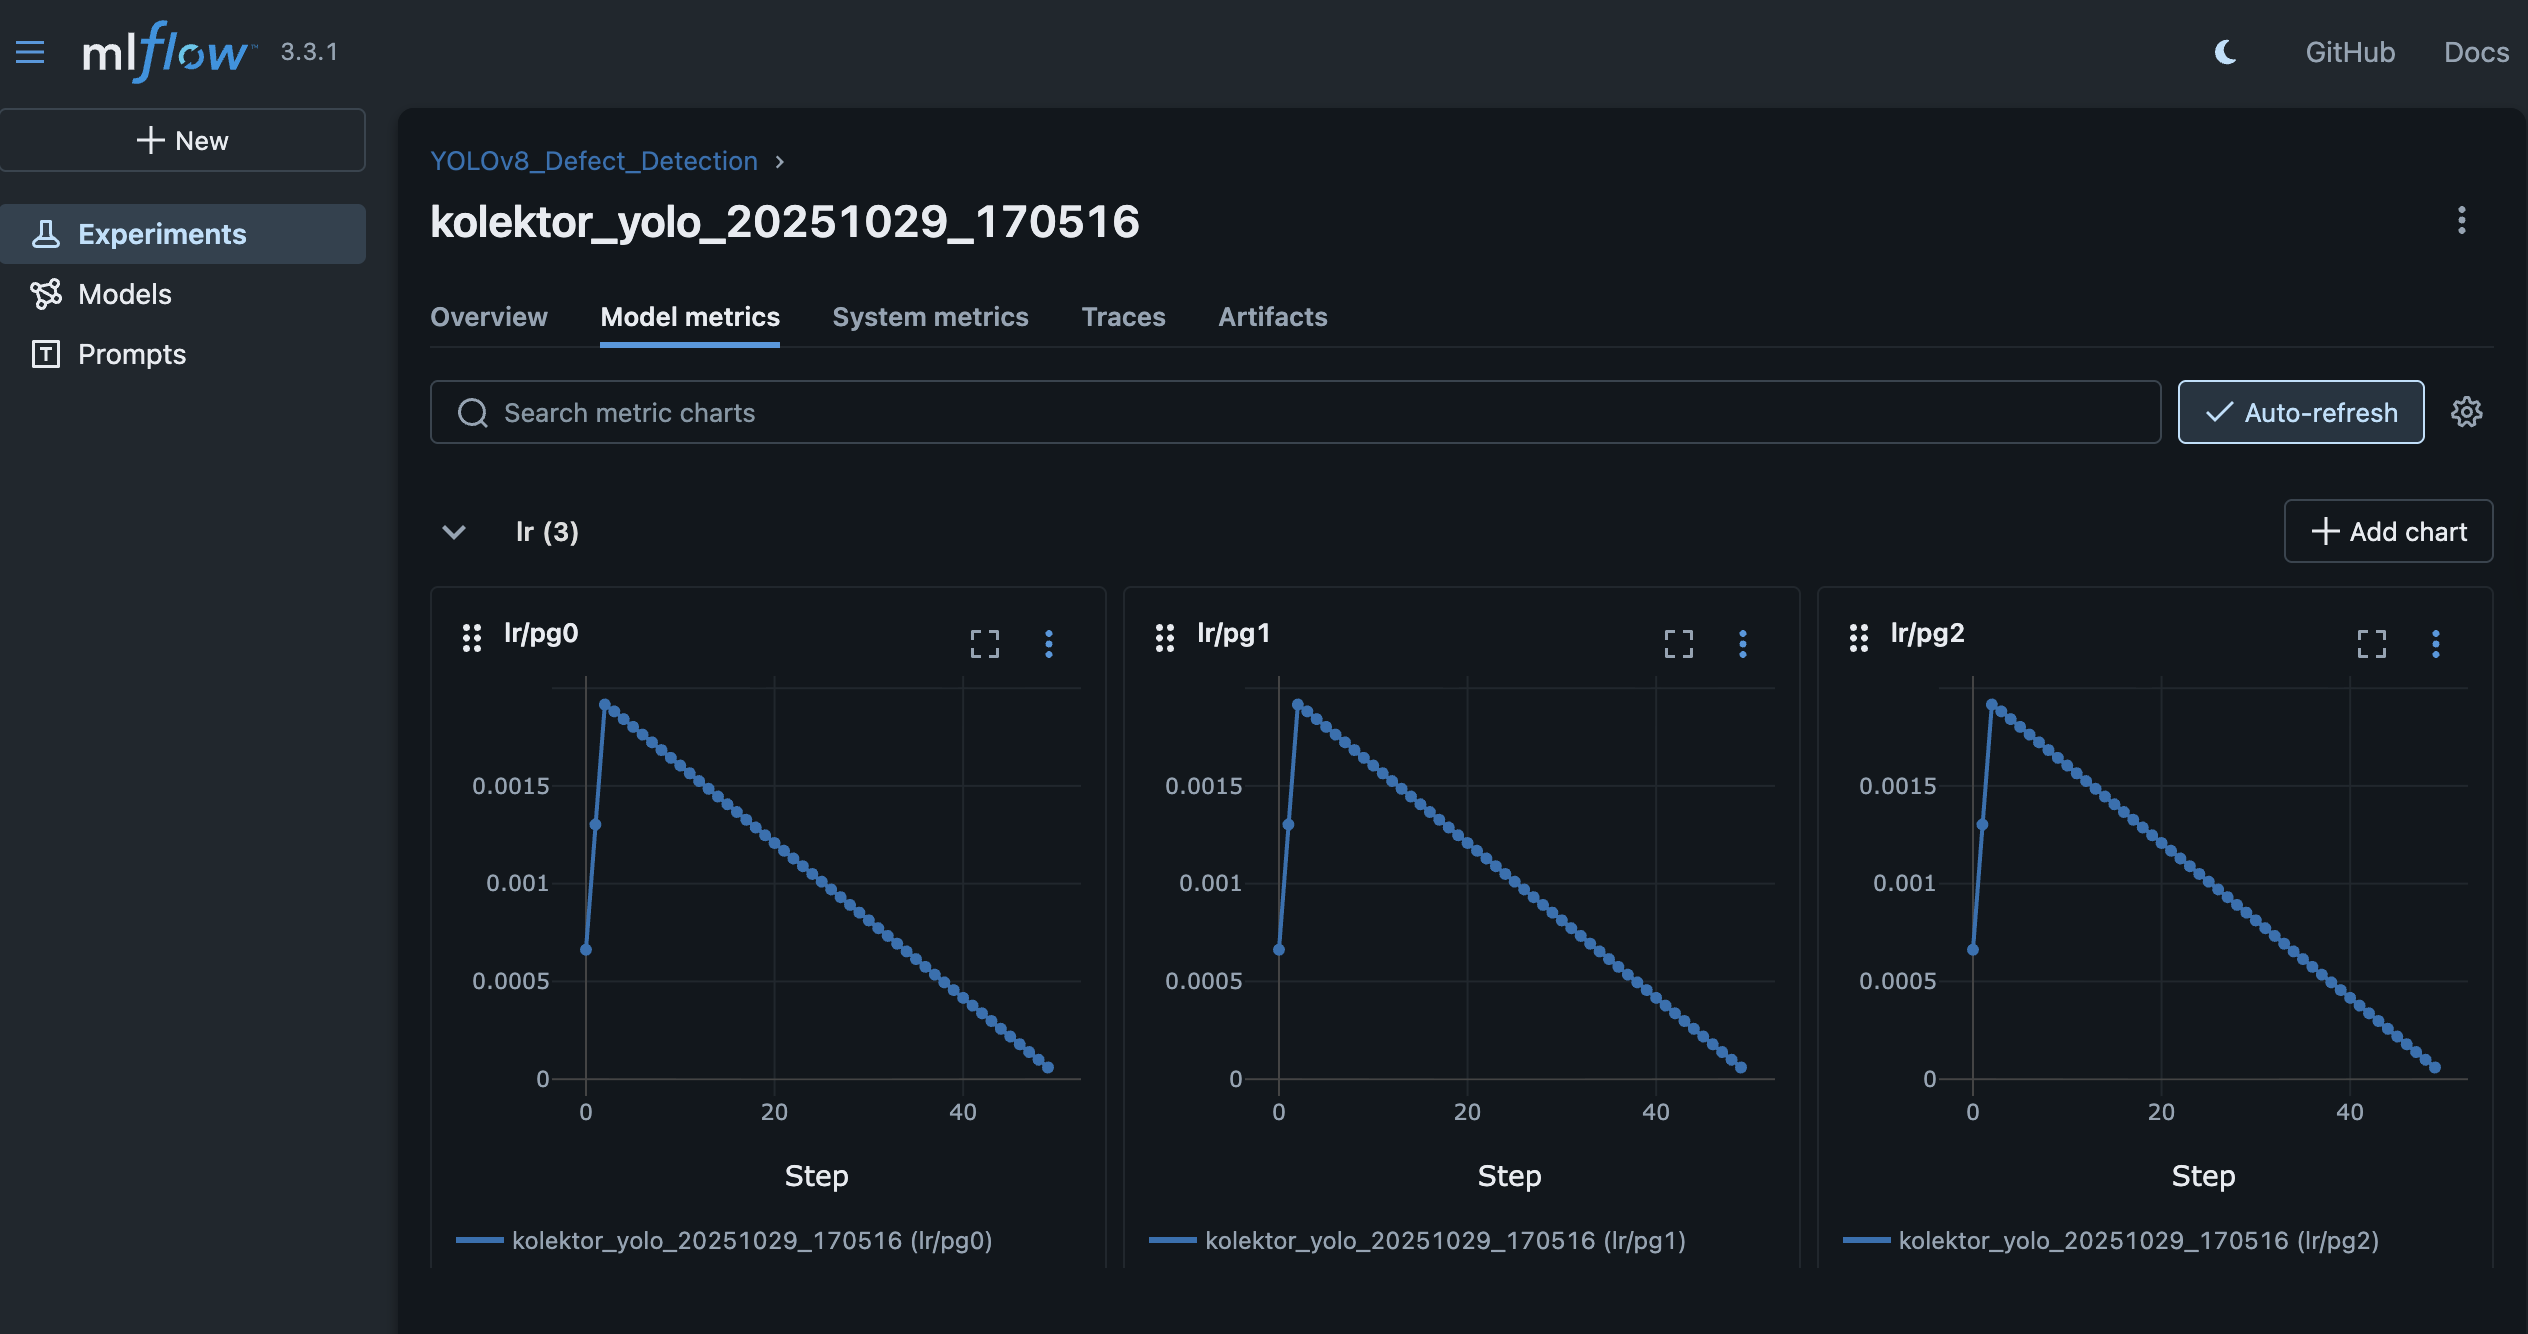 mlflow™ 3.3.1
GitHub
Docs
New
Experiments
Models
Prompts
YOLOv8_Defect_Detection ›
kolektor_yolo_20251029_170516
Overview
Model metrics
System metrics
Traces
Artifacts
Search metric charts
Auto-refresh
lr (3)
Add chart
lr/pg0
0.0015
0.001
0.0005
0
0 20 40
Step
kolektor_yolo_20251029_170516 (lr/pg0)
lr/pg1
0.0015
0.001
0.0005
0
0 20 40
Step
kolektor_yolo_20251029_170516 (lr/pg1)
lr/pg2
0.0015
0.001
0.0005
0
0 20 40
Step
kolektor_yolo_20251029_170516 (lr/pg2)